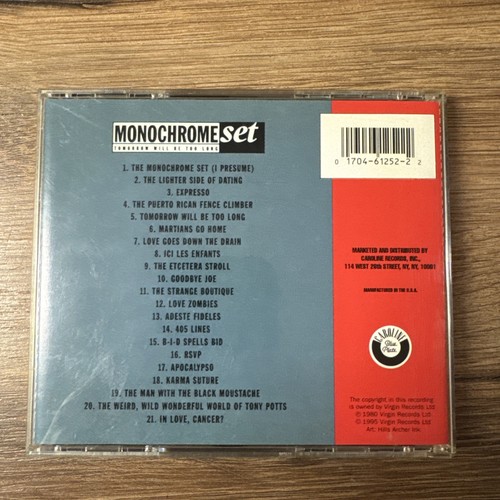 MONOCHROME set
TOMORROW WILL BE TOO LONG
1. THE MONOCHROME SET (I PRESUME)
2. THE LIGHTER SIDE OF DATING
3. EXPRESSO
4. THE PUERTO RICAN FENCE CLIMBER
5. TOMORROW WILL BE TOO LONG
6. MARTIANS GO HOME
7. LOVE GOES DOWN THE DRAIN
8. ICI LES ENFANTS
9. THE ETCETERA STROLL
10. GOODBYE JOE
11. THE STRANGE BOUTIQUE
12. LOVE ZOMBIES
13. ADESTE FIDELES
14. 405 LINES
15. B-I-D SPELLS BID
16. RSVP
17. APOCALYPSO
18. KARMA SUTURE
19. THE MAN WITH THE BLACK MOUSTACHE
20. THE WEIRD, WILD WONDERFUL WORLD OF TONY POTTS
21. IN LOVE, CANCER?
0 1704-61252-2 2
MARKETED AND DISTRIBUTED BY
CAROLINE RECORDS, INC.,
114 WEST 26th STREET, NY, NY, 10001
MANUFACTURED IN THE U.S.A.
CAROLINE
Blue Plate
The copyright in this recording
is owned by Virgin Records Ltd
℗ 1980 Virgin Records Ltd
© 1995 Virgin Records Ltd
Art: Hills Archer Ink